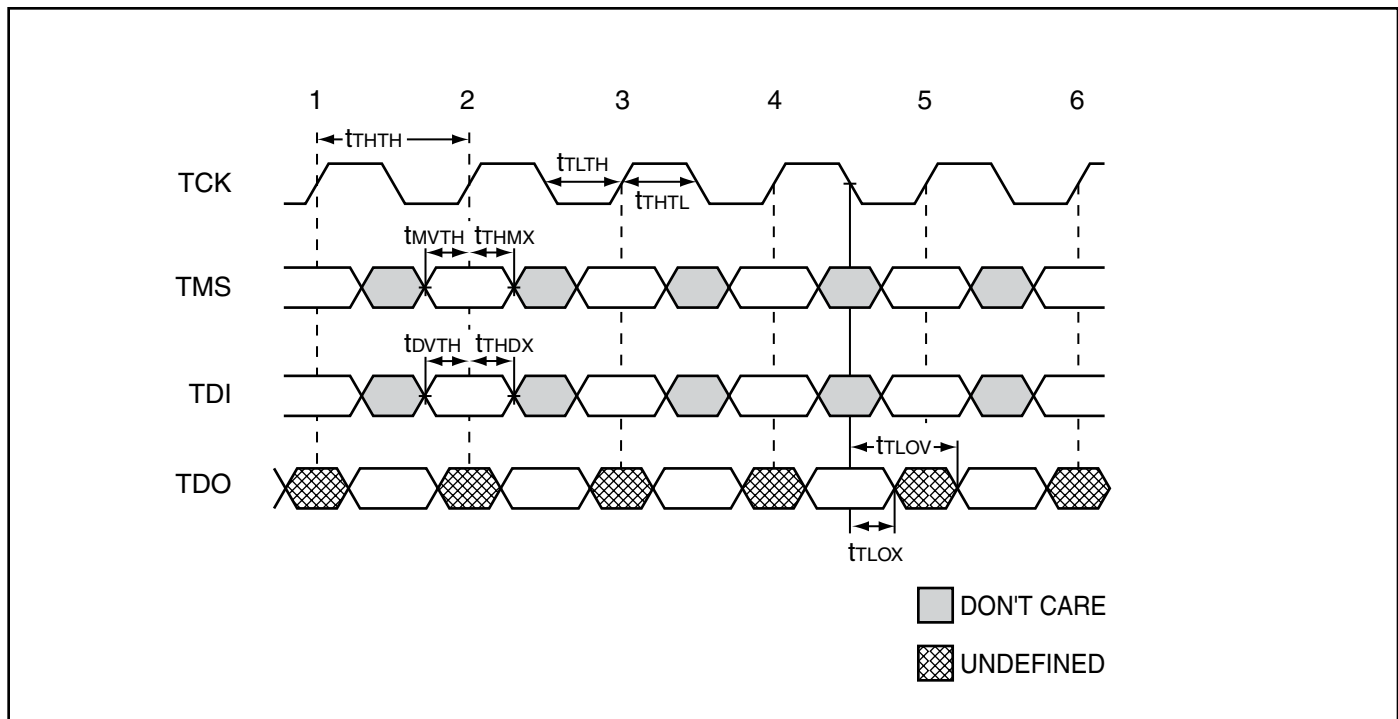 1 2 3 4 5 6
tTHTH
TCK
tTLTH
tTHTL
tMVTH tTHMX
TMS
tDVTH tTHDX
TDI
tTLOV
TDO
tTLOX
DON'T CARE
UNDEFINED